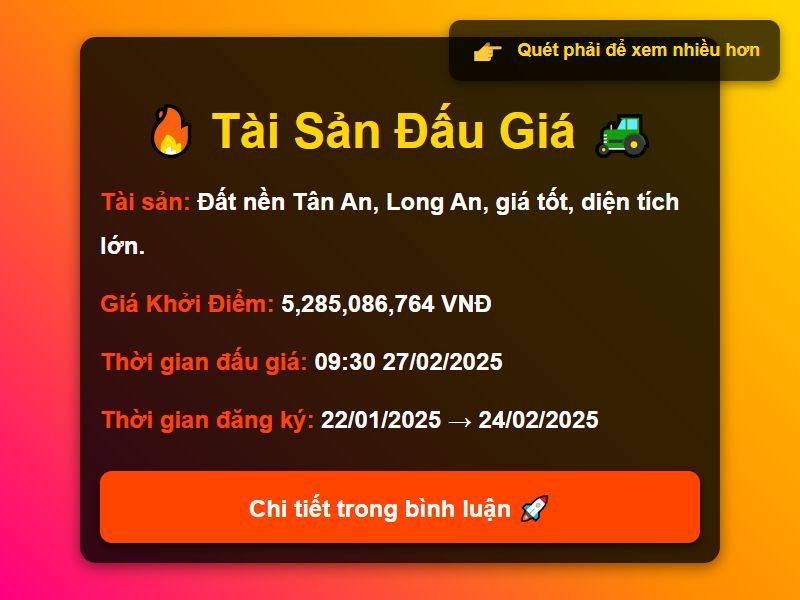 👉 Quét phải để xem nhiều hơn
🔥 Tài Sản Đấu Giá 🚜
Tài sản: Đất nền Tân An, Long An, giá tốt, diện tích
lớn.
Giá Khởi Điểm: 5,285,086,764 VNĐ
Thời gian đấu giá: 09:30 27/02/2025
Thời gian đăng ký: 22/01/2025 → 24/02/2025
Chi tiết trong bình luận 🚀